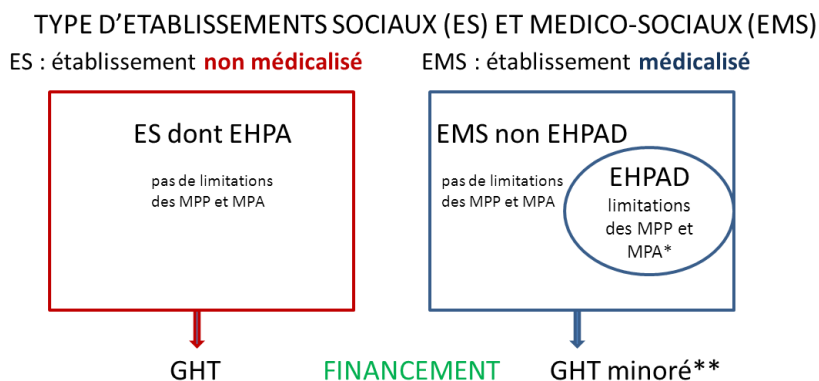 TYPE D'ETABLISSEMENTS SOCIAUX (ES) ET MEDICO-SOCIAUX (EMS)
ES : établissement non médicalisé
EMS : établissement médicalisé
ES dont EHPA
pas de limitations
des MPP et MPA
EMS non EHPAD
pas de limitations
des MPP et MPA
EHPAD
limitations
des MPP et
MPA*
GHT
FINANCEMENT
GHT minoré**